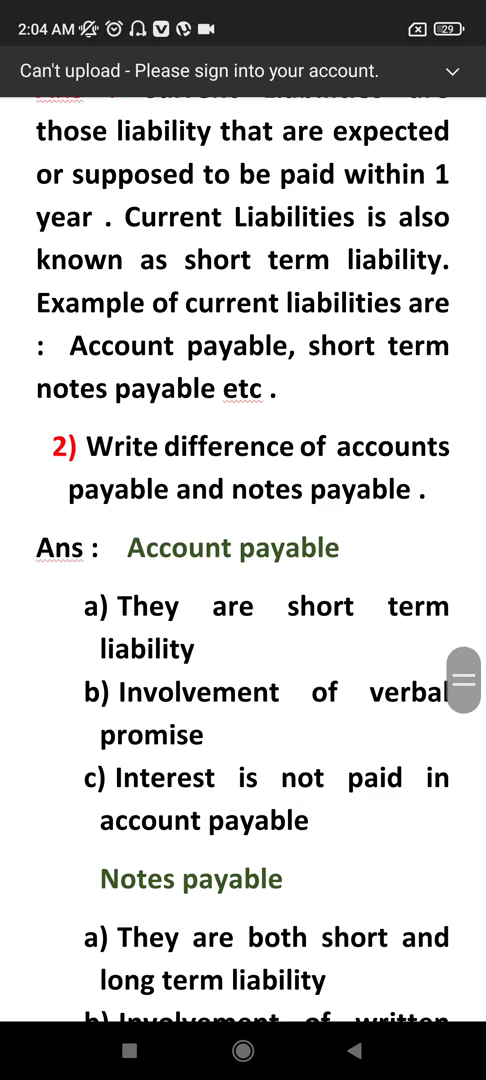 2:04 AM
29
Can't upload - Please sign into your account.
those liability that are expected
or supposed to be paid within 1
year . Current Liabilities is also
known as short term liability.
Example of current liabilities are
: Account payable, short term
notes payable etc .
2) Write difference of accounts
payable and notes payable .
Ans : Account payable
a) They are short term
liability
b) Involvement of verbal
promise
c) Interest is not paid in
account payable
Notes payable
a) They are both short and
long term liability
b) Involvement of written